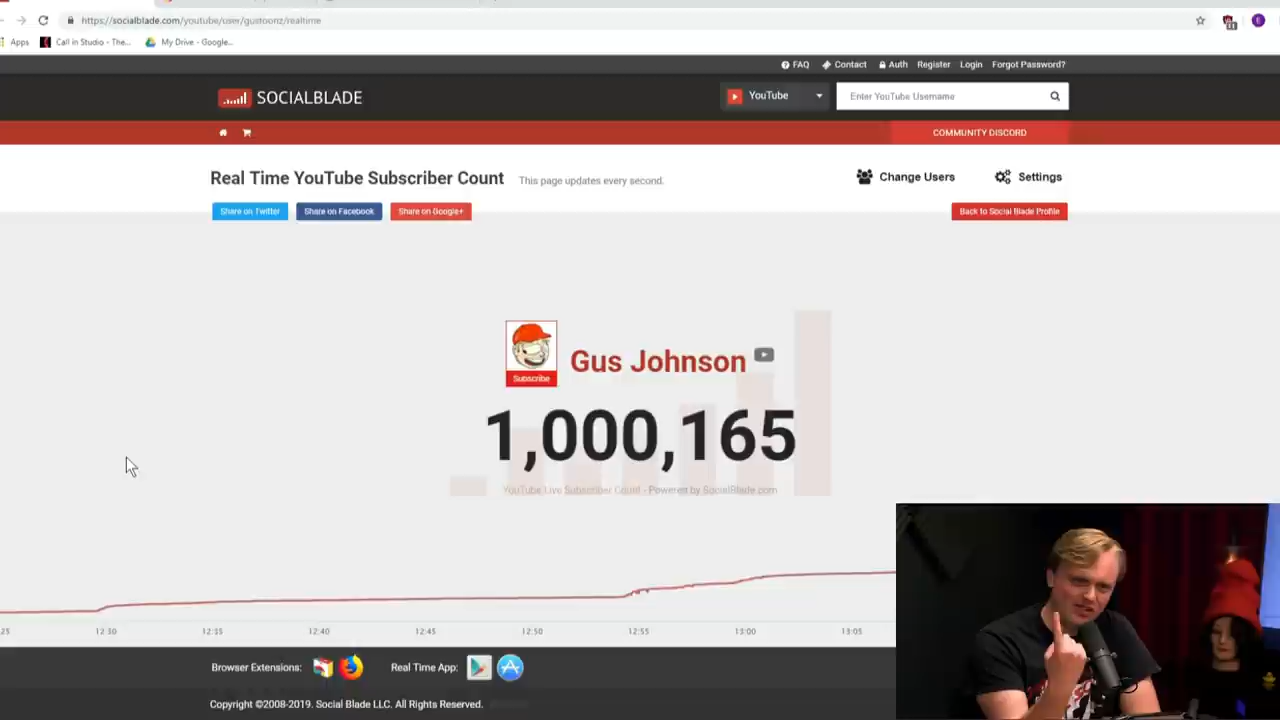 https://socialblade.com/youtube/user/gustoonz/realtime
Apps Call in Studio - The... My Drive - Google...
FAQ Contact Auth Register Login Forgot Password?
SOCIALBLADE YouTube Enter YouTube Username
COMMUNITY DISCORD
Real Time YouTube Subscriber Count This page updates every second. Change Users Settings
Share on Twitter Share on Facebook Share on Google+ Back to Social Blade Profile
Gus Johnson
Subscribe
1,000,165
YouTube Live Subscriber Count - Powered by SocialBlade.com
25 12:30 12:35 12:40 12:45 12:50 12:55 13:00 13:05
Browser Extensions: Real Time App:
Copyright ©2008-2019. Social Blade LLC. All Rights Reserved.